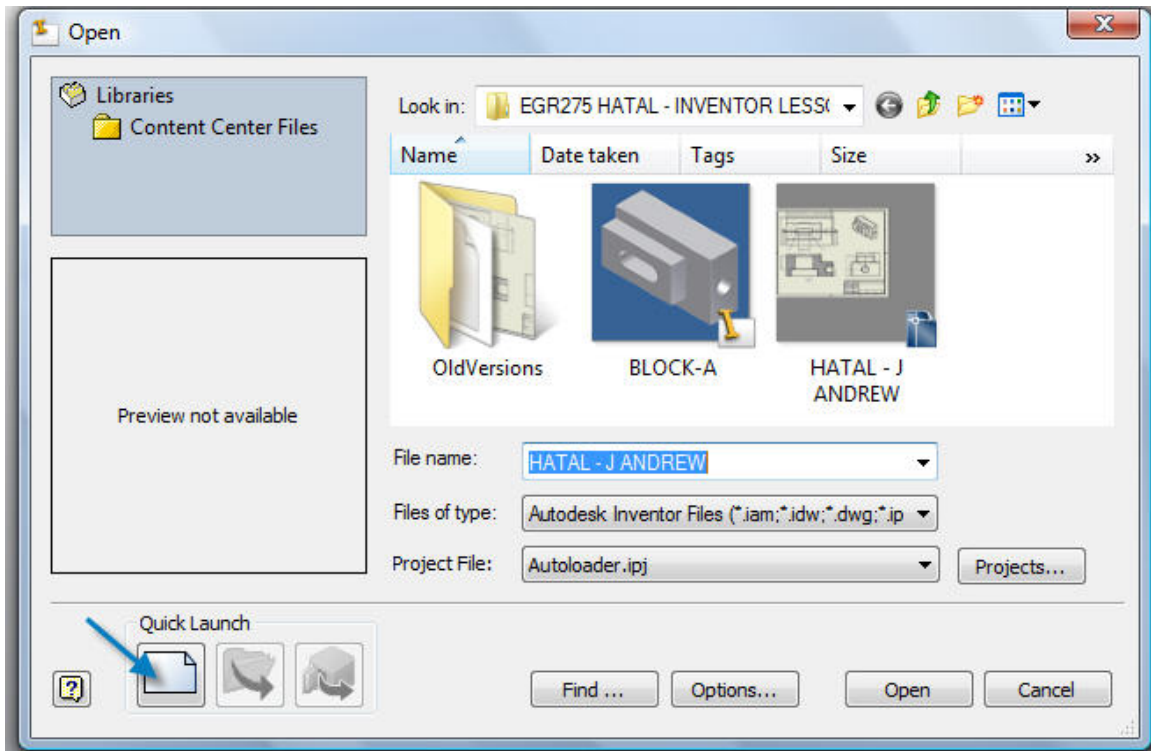 Open
Libraries
Content Center Files
Look in: EGR275 HATAL - INVENTOR LESS(
Name Date taken Tags Size »
OldVersions BLOCK-A HATAL - J
ANDREW
Preview not available
File name: HATAL - J ANDREW
Files of type: Autodesk Inventor Files (*.iam;*.idw;*.dwg;*.ip
Project File: Autoloader.ipj Projects...
Quick Launch
Find ... Options... Open Cancel